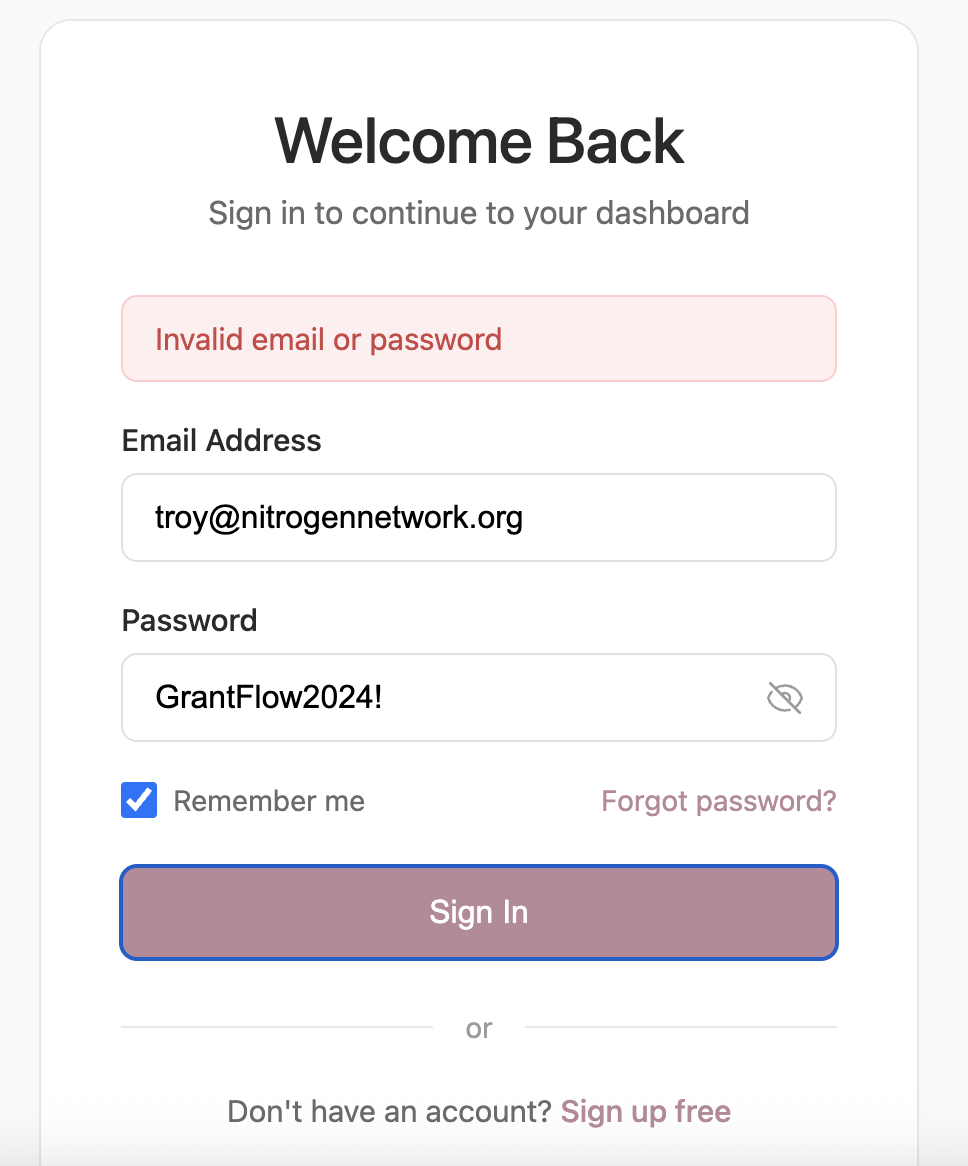 Welcome Back
Sign in to continue to your dashboard
Invalid email or password
Email Address
troy@nitrogennetwork.org
Password
GrantFlow2024!
Remember me
Forgot password?
Sign In
or
Don't have an account? Sign up free